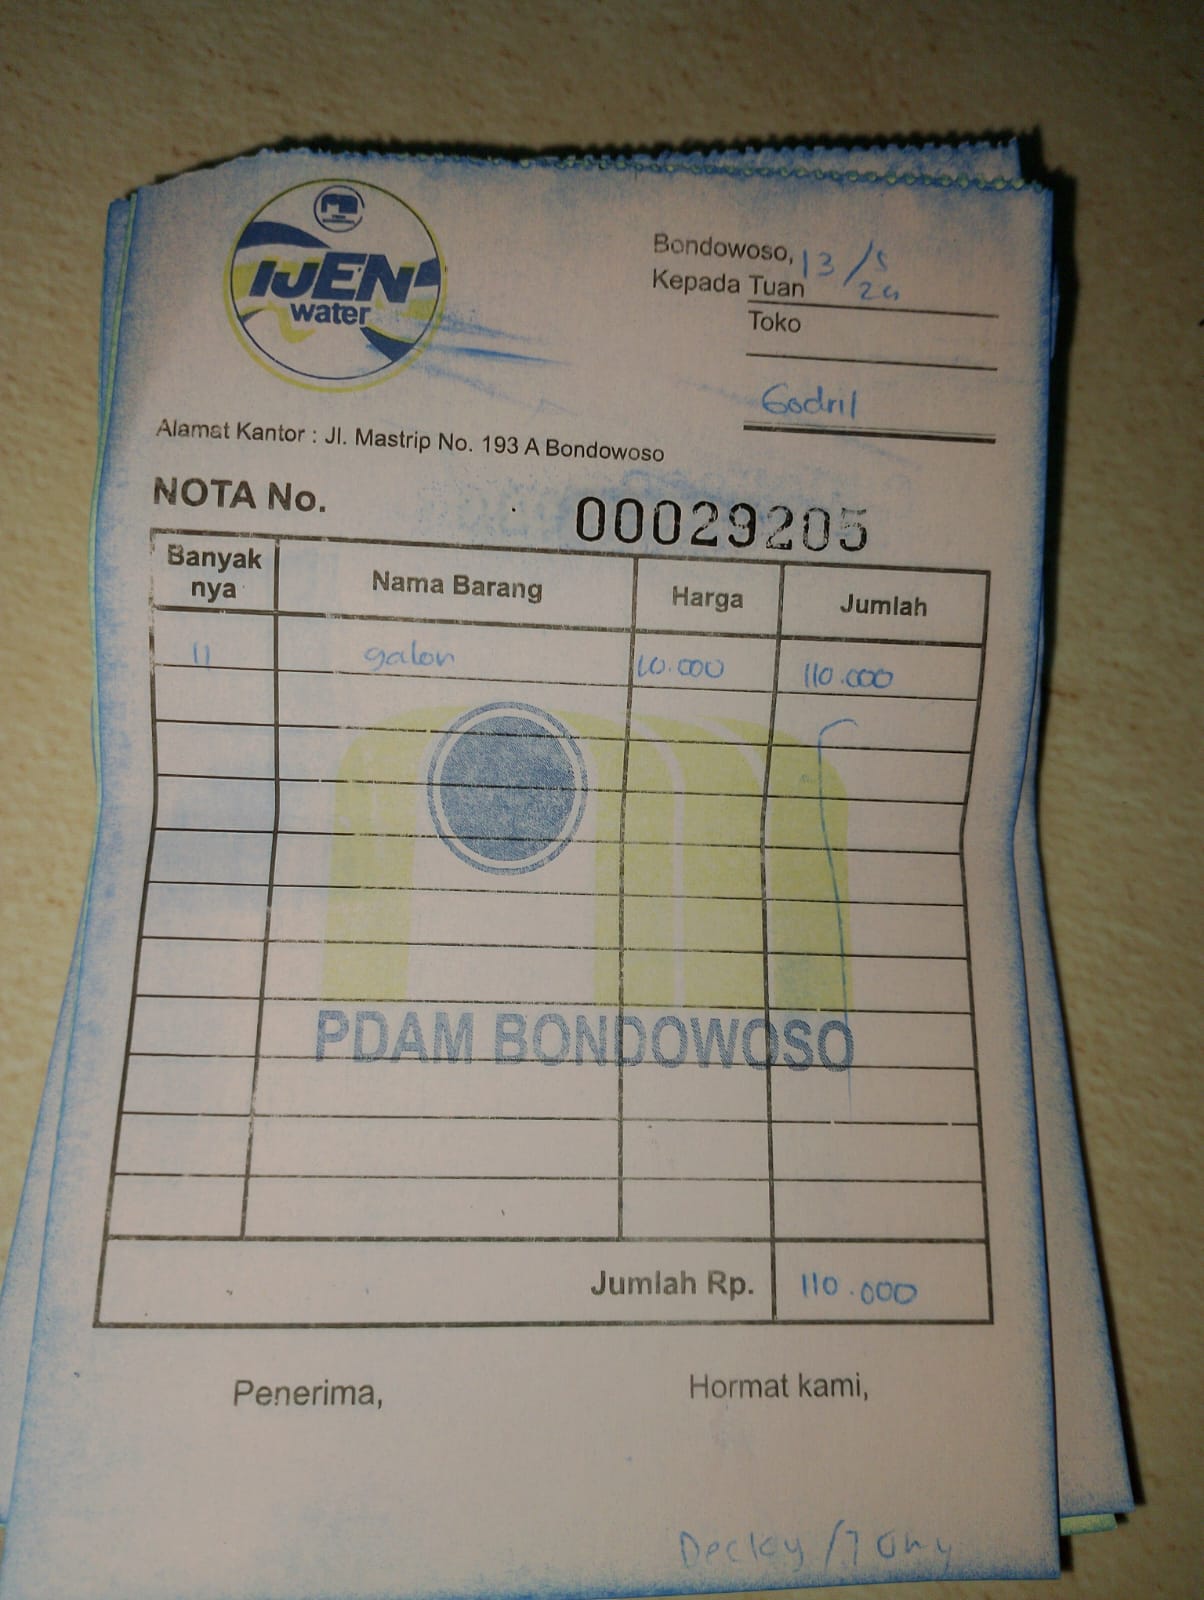 IJEN
water
Bondowoso, 13/5
24
Kepada Tuan
Toko
Godril
Alamat Kantor : Jl. Mastrip No. 193 A Bondowoso
NOTA No. 00029205
Banyak nya Nama Barang Harga Jumlah
11 galon 10.000 110.000
PDAM BONDOWOSO
Jumlah Rp. 110.000
Penerima, Hormat kami,
Decky / Tony